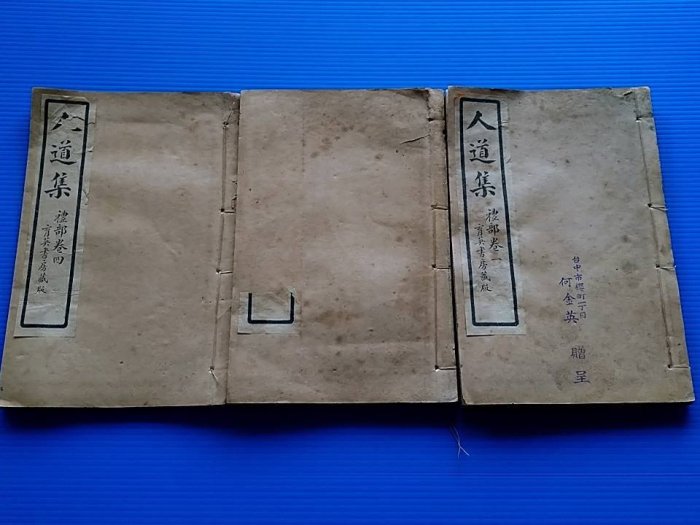 人道集
禮部卷四
育英書房藏版
人道集
禮部卷一
育英書房藏版
台中市櫻町一丁目
何金英 贈呈